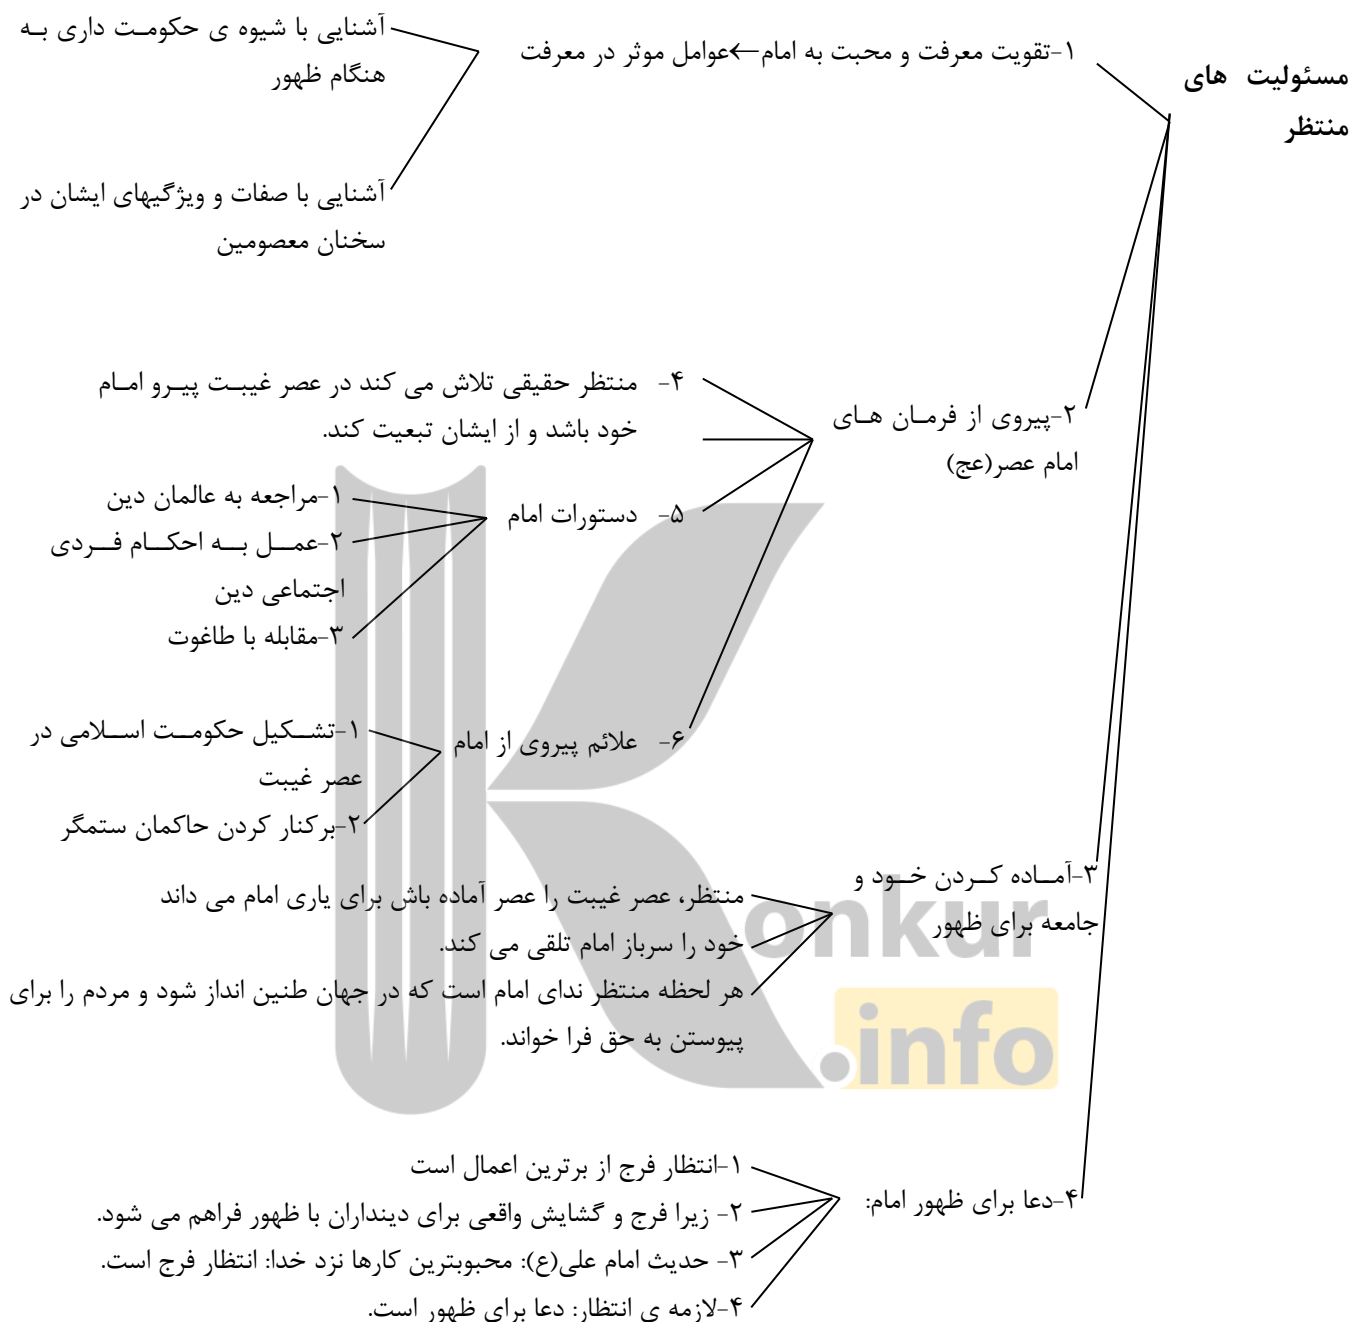 مسئولیت های
منتظر
۱-تقویت معرفت و محبت به امام←عوامل موثر در معرفت
آشنایی با شیوه ی حکومت داری به
هنگام ظهور
آشنایی با صفات و ویژگیهای ایشان در
سخنان معصومین
۲-پیروی از فرمان های
امام عصر(عج)
۴- منتظر حقیقی تلاش می کند در عصر غیبت پیرو امام
خود باشد و از ایشان تبعیت کند.
۵- دستورات امام
۱-مراجعه به عالمان دین
۲-عمل به احکام فردی
اجتماعی دین
۳-مقابله با طاغوت
۶- علائم پیروی از امام
۱-تشکیل حکومت اسلامی در
عصر غیبت
۲-برکنار کردن حاکمان ستمگر
۳-آماده کردن خود و
جامعه برای ظهور
منتظر، عصر غیبت را عصر آماده باش برای یاری امام می داند
خود را سرباز امام تلقی می کند.
هر لحظه منتظر ندای امام است که در جهان طنین انداز شود و مردم را برای
پیوستن به حق فرا خواند.
۴-دعا برای ظهور امام:
۱-انتظار فرج از برترین اعمال است
۲- زیرا فرج و گشایش واقعی برای دینداران با ظهور فراهم می شود.
۳- حدیث امام علی(ع): محبوبترین کارها نزد خدا: انتظار فرج است.
۴-لازمه ی انتظار: دعا برای ظهور است.
Konkur
.info